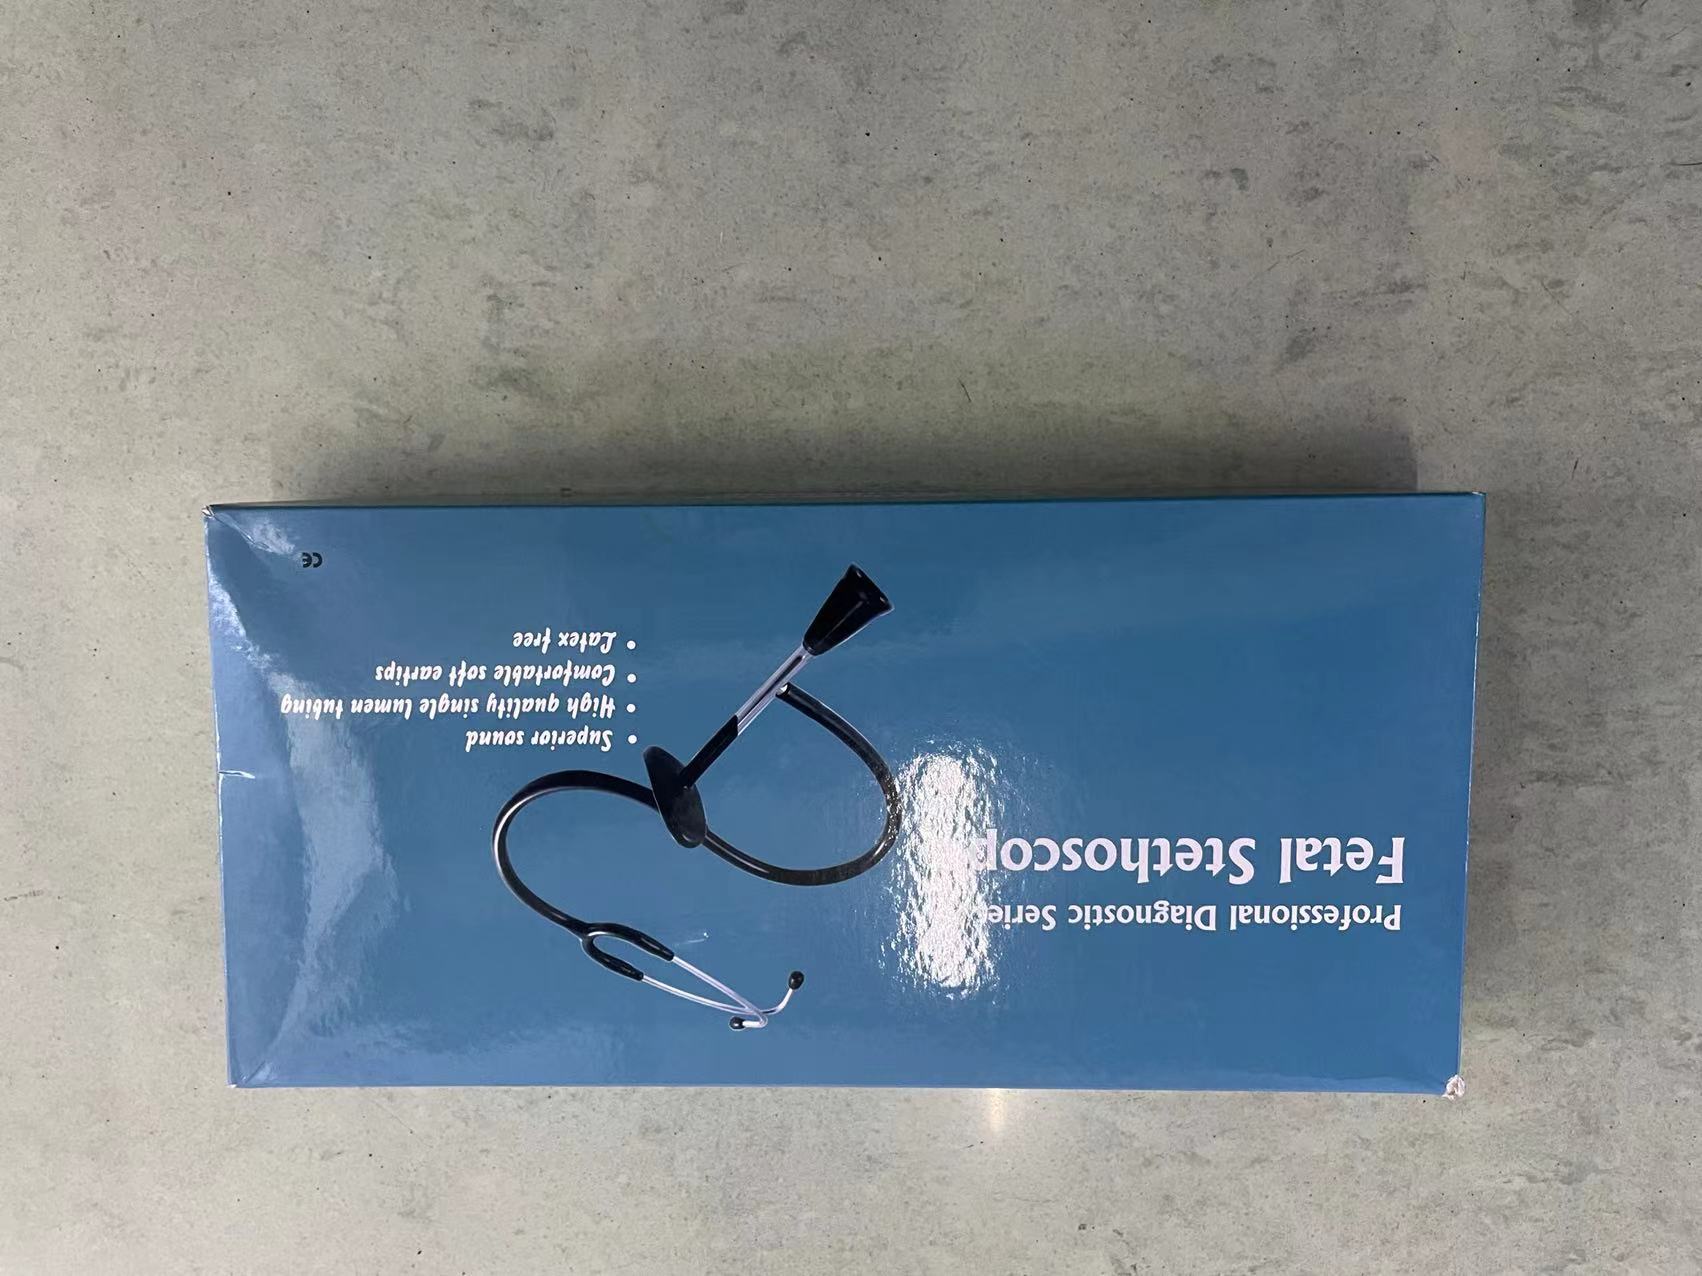 Professional Diagnostic Serie
Fetal Stethoscop
• Superior sound
• High quality single lumen tubing
• Comfortable soft eartips
• Latex free
CE